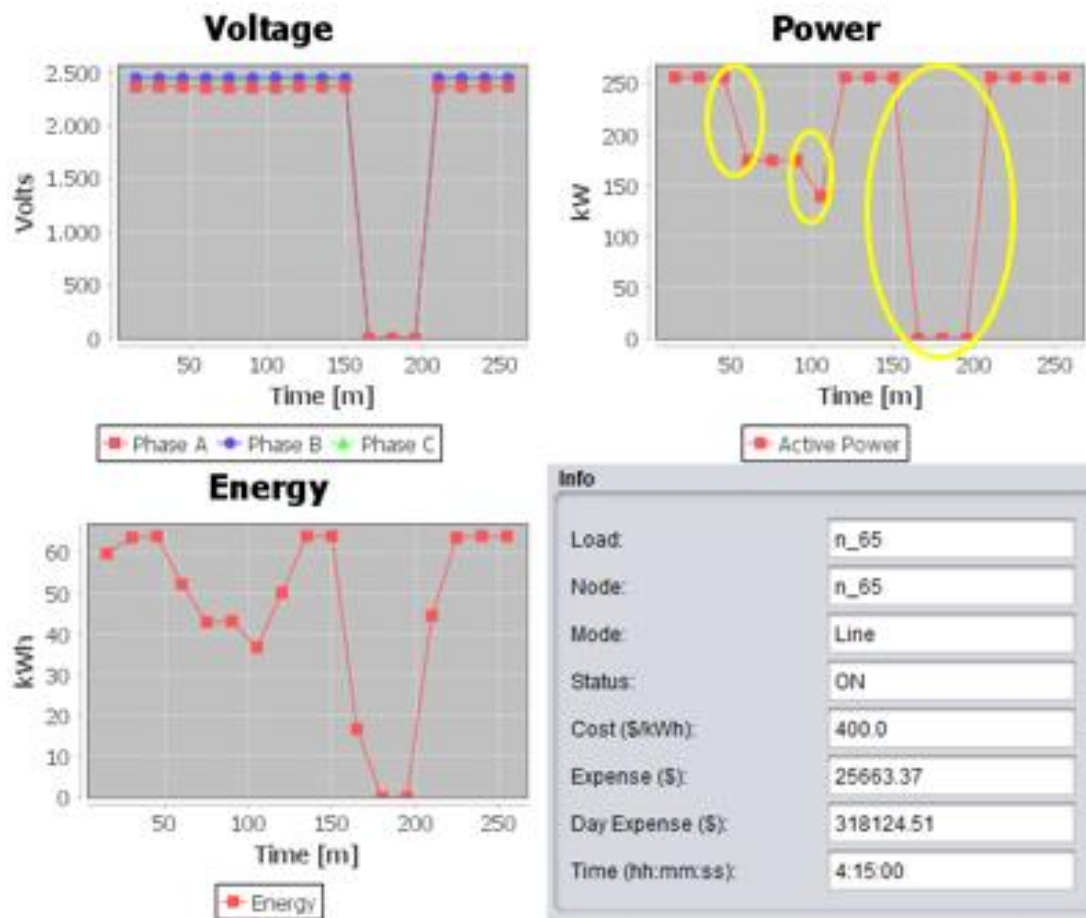 Voltage
2.500
2.000
1.500
1.000
500
0
Volts
50 100 150 200 250
Time [m]
Phase A Phase B Phase C
Power
250
200
150
100
50
0
kW
50 100 150 200 250
Time [m]
Active Power
Energy
60
50
40
30
20
10
0
kWh
50 100 150 200 250
Time [m]
Energy
Info
Load: n_65
Node: n_65
Mode: Line
Status: ON
Cost ($/kWh): 400.0
Expense ($): 25663.37
Day Expense ($): 318124.51
Time (hh:mm:ss): 4:15:00